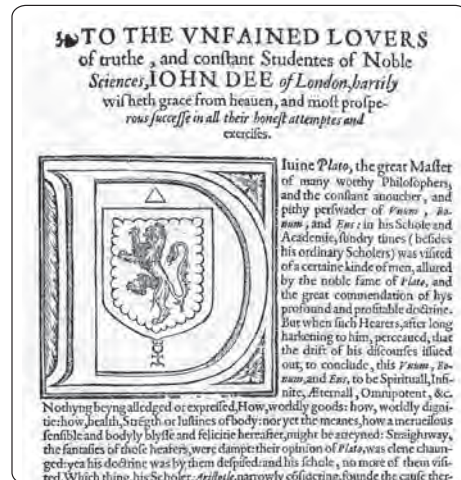 TO THE VNFAINED LOVERS
of truthe, and conſtant Studentes of Noble
Sciences, IOHN DEE of London, hartily
wiſheth grace from heauen, and moſt proſpe-
rous ſucceſſe in all their honeſt attemptes and
exerciſes.
DIuine Plato, the great Maſter
of many worthy Philoſophers,
and the conſtant auoucher, and
pithy perſwader of Vnum, Bo-
num, and Ens: in his Schole and
Academie, ſundry times (beſides
his ordinary Scholers) was viſited
of a certaine kinde of men, allured
by the noble fame of Plato, and
the great commendation of hys
profound and profitable doctrine.
But when ſuch Hearers, after long
harkening to him, perceaued, that
the drift of his diſcourſes iſſued
out, to conclude, this Vnum, Bo-
num, and Ens, to be Spirituall, Infi-
nite, Æternall, Omnipotent, &c.
Nothyng beyng alledged or expreſſed, How, worldly goods: how, worldly digni-
tie: how, health, Strẽgth or luſtines of body: nor yet the meanes, how a merueilous
ſenſible and bodyly blyſſe and felicitie hereafter, might be atteyned: Straightway,
the fantaſies of thoſe hearers, were dampt: their opinion of Plato, was clene chaun-
ged: yea his doctrine was by them deſpiſed: and his ſchole, no more of them viſi-
ted. Which thing, his Scholer, Ariſtotle, narrowly cõſidering, founde the cauſe ther-